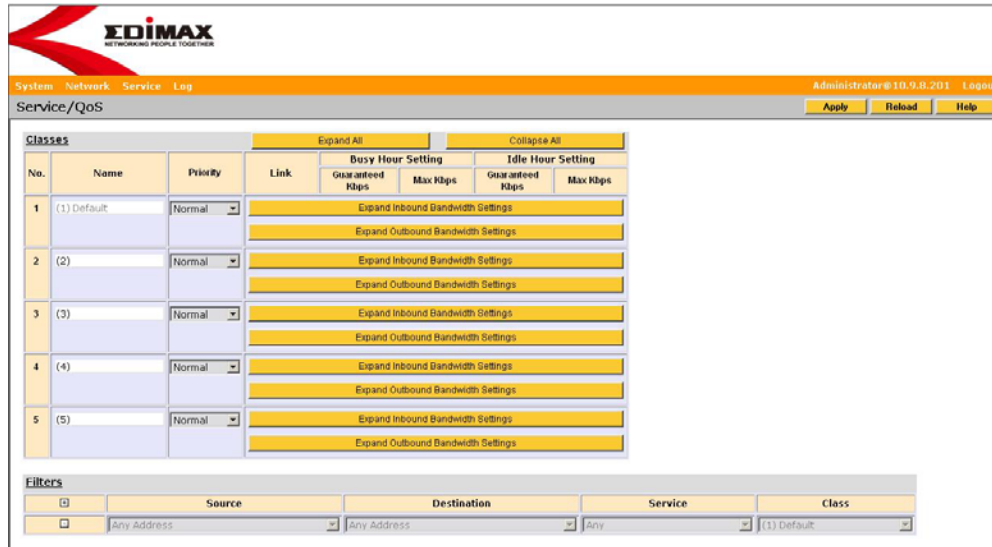 EDIMAX
NETWORKING PEOPLE TOGETHER
System Network Service Log Administrator@10.9.8.201 Logou
Service/QoS Apply Reload Help
Classes Expand All Collapse All
No. Name Priority Link Busy Hour Setting Idle Hour Setting
Guaranteed Kbps Max Kbps Guaranteed Kbps Max Kbps
1 (1) Default Normal Expand Inbound Bandwidth Settings
Expand Outbound Bandwidth Settings
2 (2) Normal Expand Inbound Bandwidth Settings
Expand Outbound Bandwidth Settings
3 (3) Normal Expand Inbound Bandwidth Settings
Expand Outbound Bandwidth Settings
4 (4) Normal Expand Inbound Bandwidth Settings
Expand Outbound Bandwidth Settings
5 (5) Normal Expand Inbound Bandwidth Settings
Expand Outbound Bandwidth Settings
Filters
Source Destination Service Class
Any Address Any Address Any (1) Default